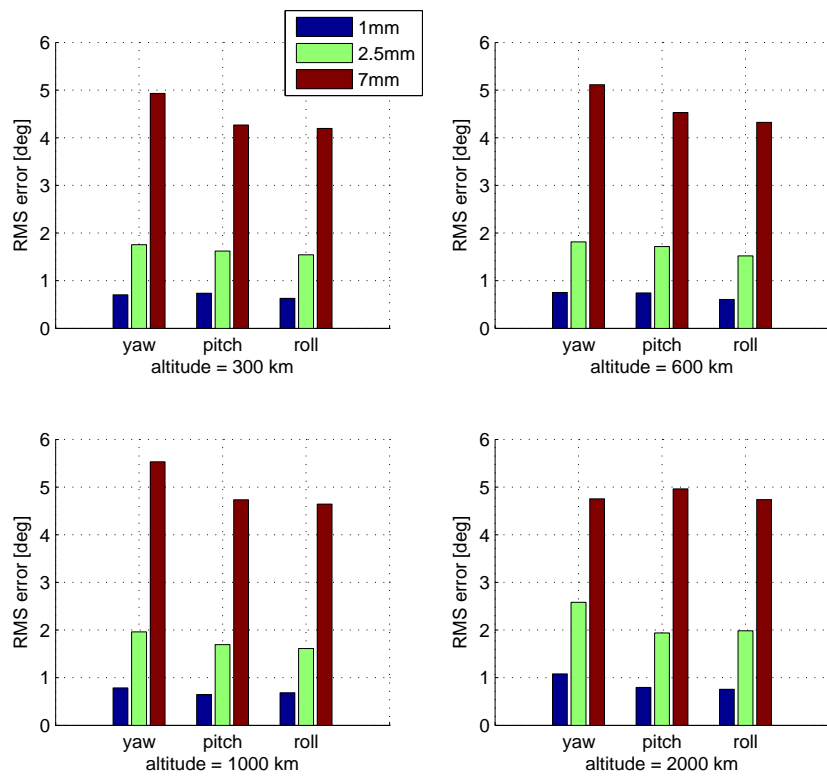 1mm
2.5mm
7mm
6
5
4
3
2
1
0
RMS error [deg]
yaw pitch roll
altitude = 300 km
6
5
4
3
2
1
0
RMS error [deg]
yaw pitch roll
altitude = 600 km
6
5
4
3
2
1
0
RMS error [deg]
yaw pitch roll
altitude = 1000 km
6
5
4
3
2
1
0
RMS error [deg]
yaw pitch roll
altitude = 2000 km